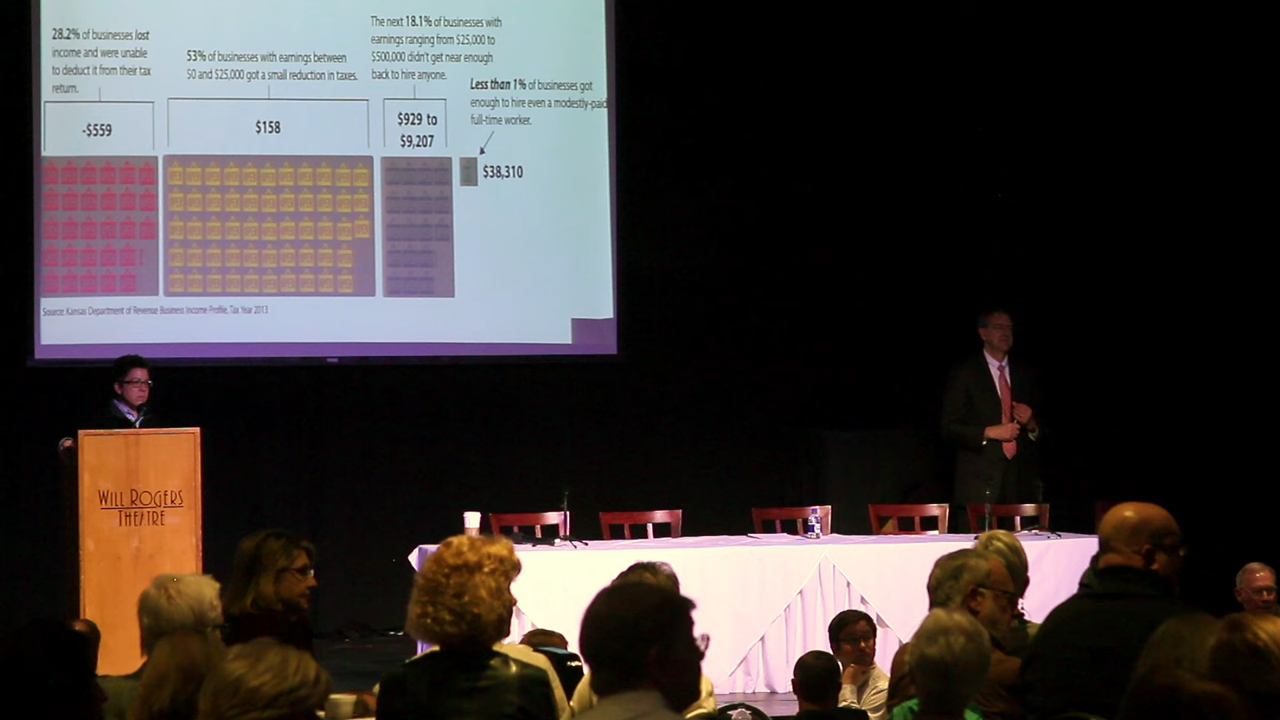 28.2% of businesses lost
income and were unable
to deduct it from their tax
return.
53% of businesses with earnings between
$0 and $25,000 got a small reduction in taxes.
The next 18.1% of businesses with
earnings ranging from $25,000 to
$500,000 didn't get near enough
back to hire anyone.
Less than 1% of businesses got
enough to hire even a modestly-paid
full-time worker.
-$559
$158
$929 to
$9,207
$38,310
Source: Kansas Department of Revenue Business Income Profile, Tax Year 2013
WILL ROGERS
THEATRE